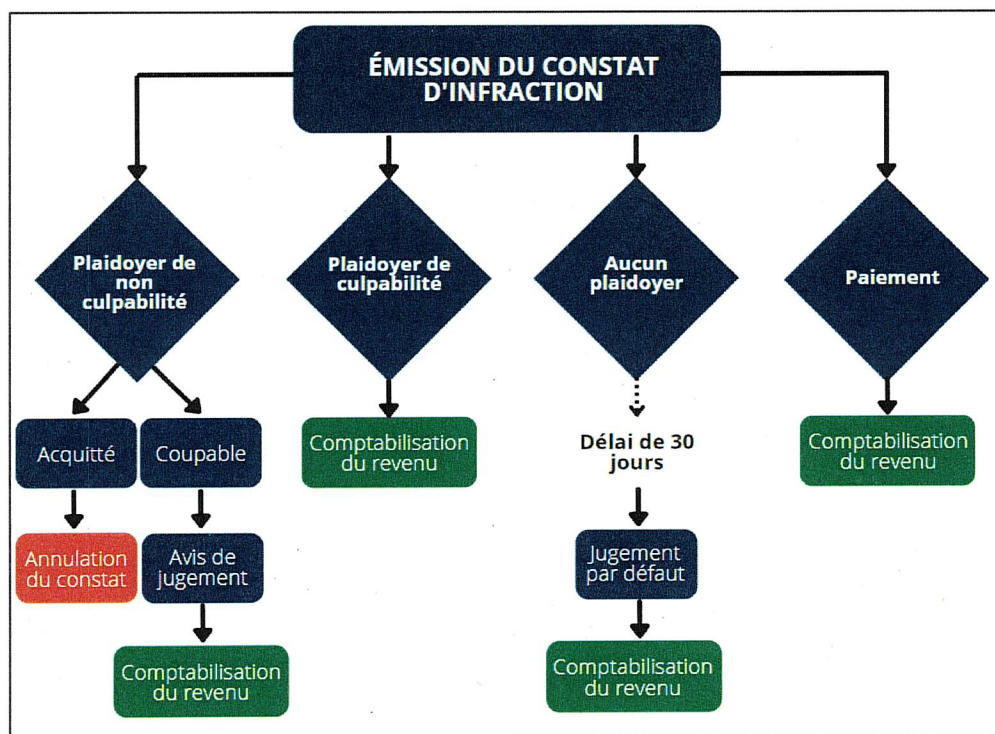 ÉMISSION DU CONSTAT
D'INFRACTION
Plaidoyer de
non
culpabilité
Plaidoyer de
culpabilité
Aucun
plaidoyer
Paiement
Acquitté
Coupable
Comptabilisation
du revenu
Délai de 30
jours
Comptabilisation
du revenu
Annulation
du constat
Avis de
jugement
Jugement
par défaut
Comptabilisation
du revenu
Comptabilisation
du revenu